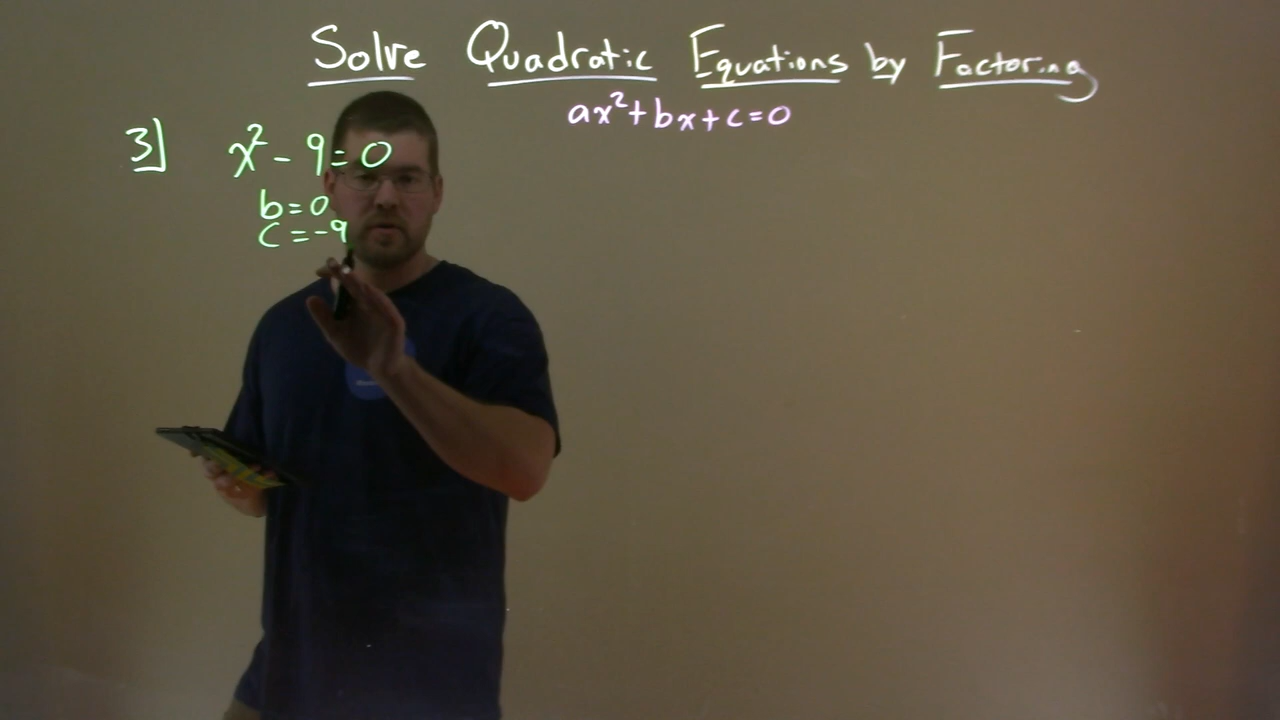 Solve Quadratic Equations by Factoring
ax²+bx+c=0
3] x²-9=0
b=0
c=-9